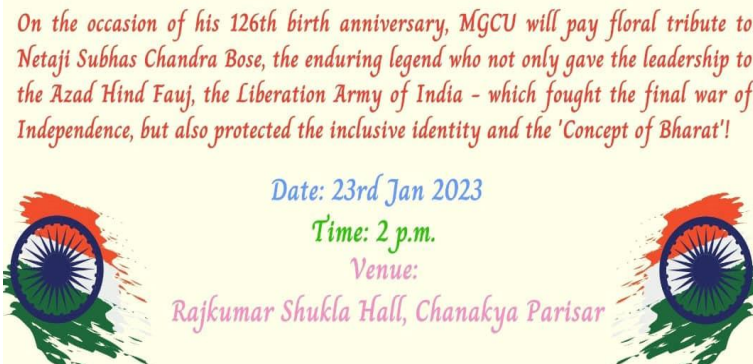 On the occasion of his 126th birth anniversary, MGCU will pay floral tribute to
Netaji Subhas Chandra Bose, the enduring legend who not only gave the leadership to
the Azad Hind Fauj, the Liberation Army of India - which fought the final war of
Independence, but also protected the inclusive identity and the 'Concept of Bharat'!
Date: 23rd Jan 2023
Time: 2 p.m.
Venue:
Rajkumar Shukla Hall, Chanakya Parisar